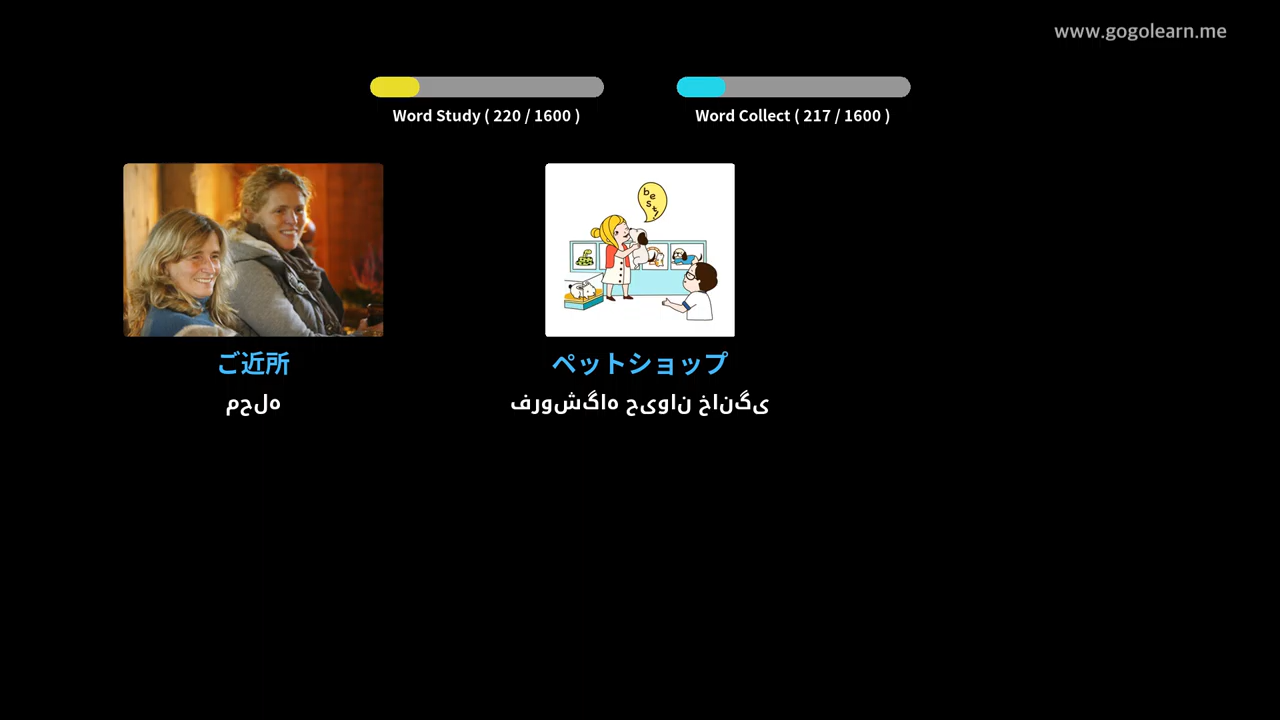 www.gogolearn.me
Word Study ( 220 / 1600 )
Word Collect ( 217 / 1600 )
ご近所
محله
ペットショップ
فروشگاه حیوان خانگی